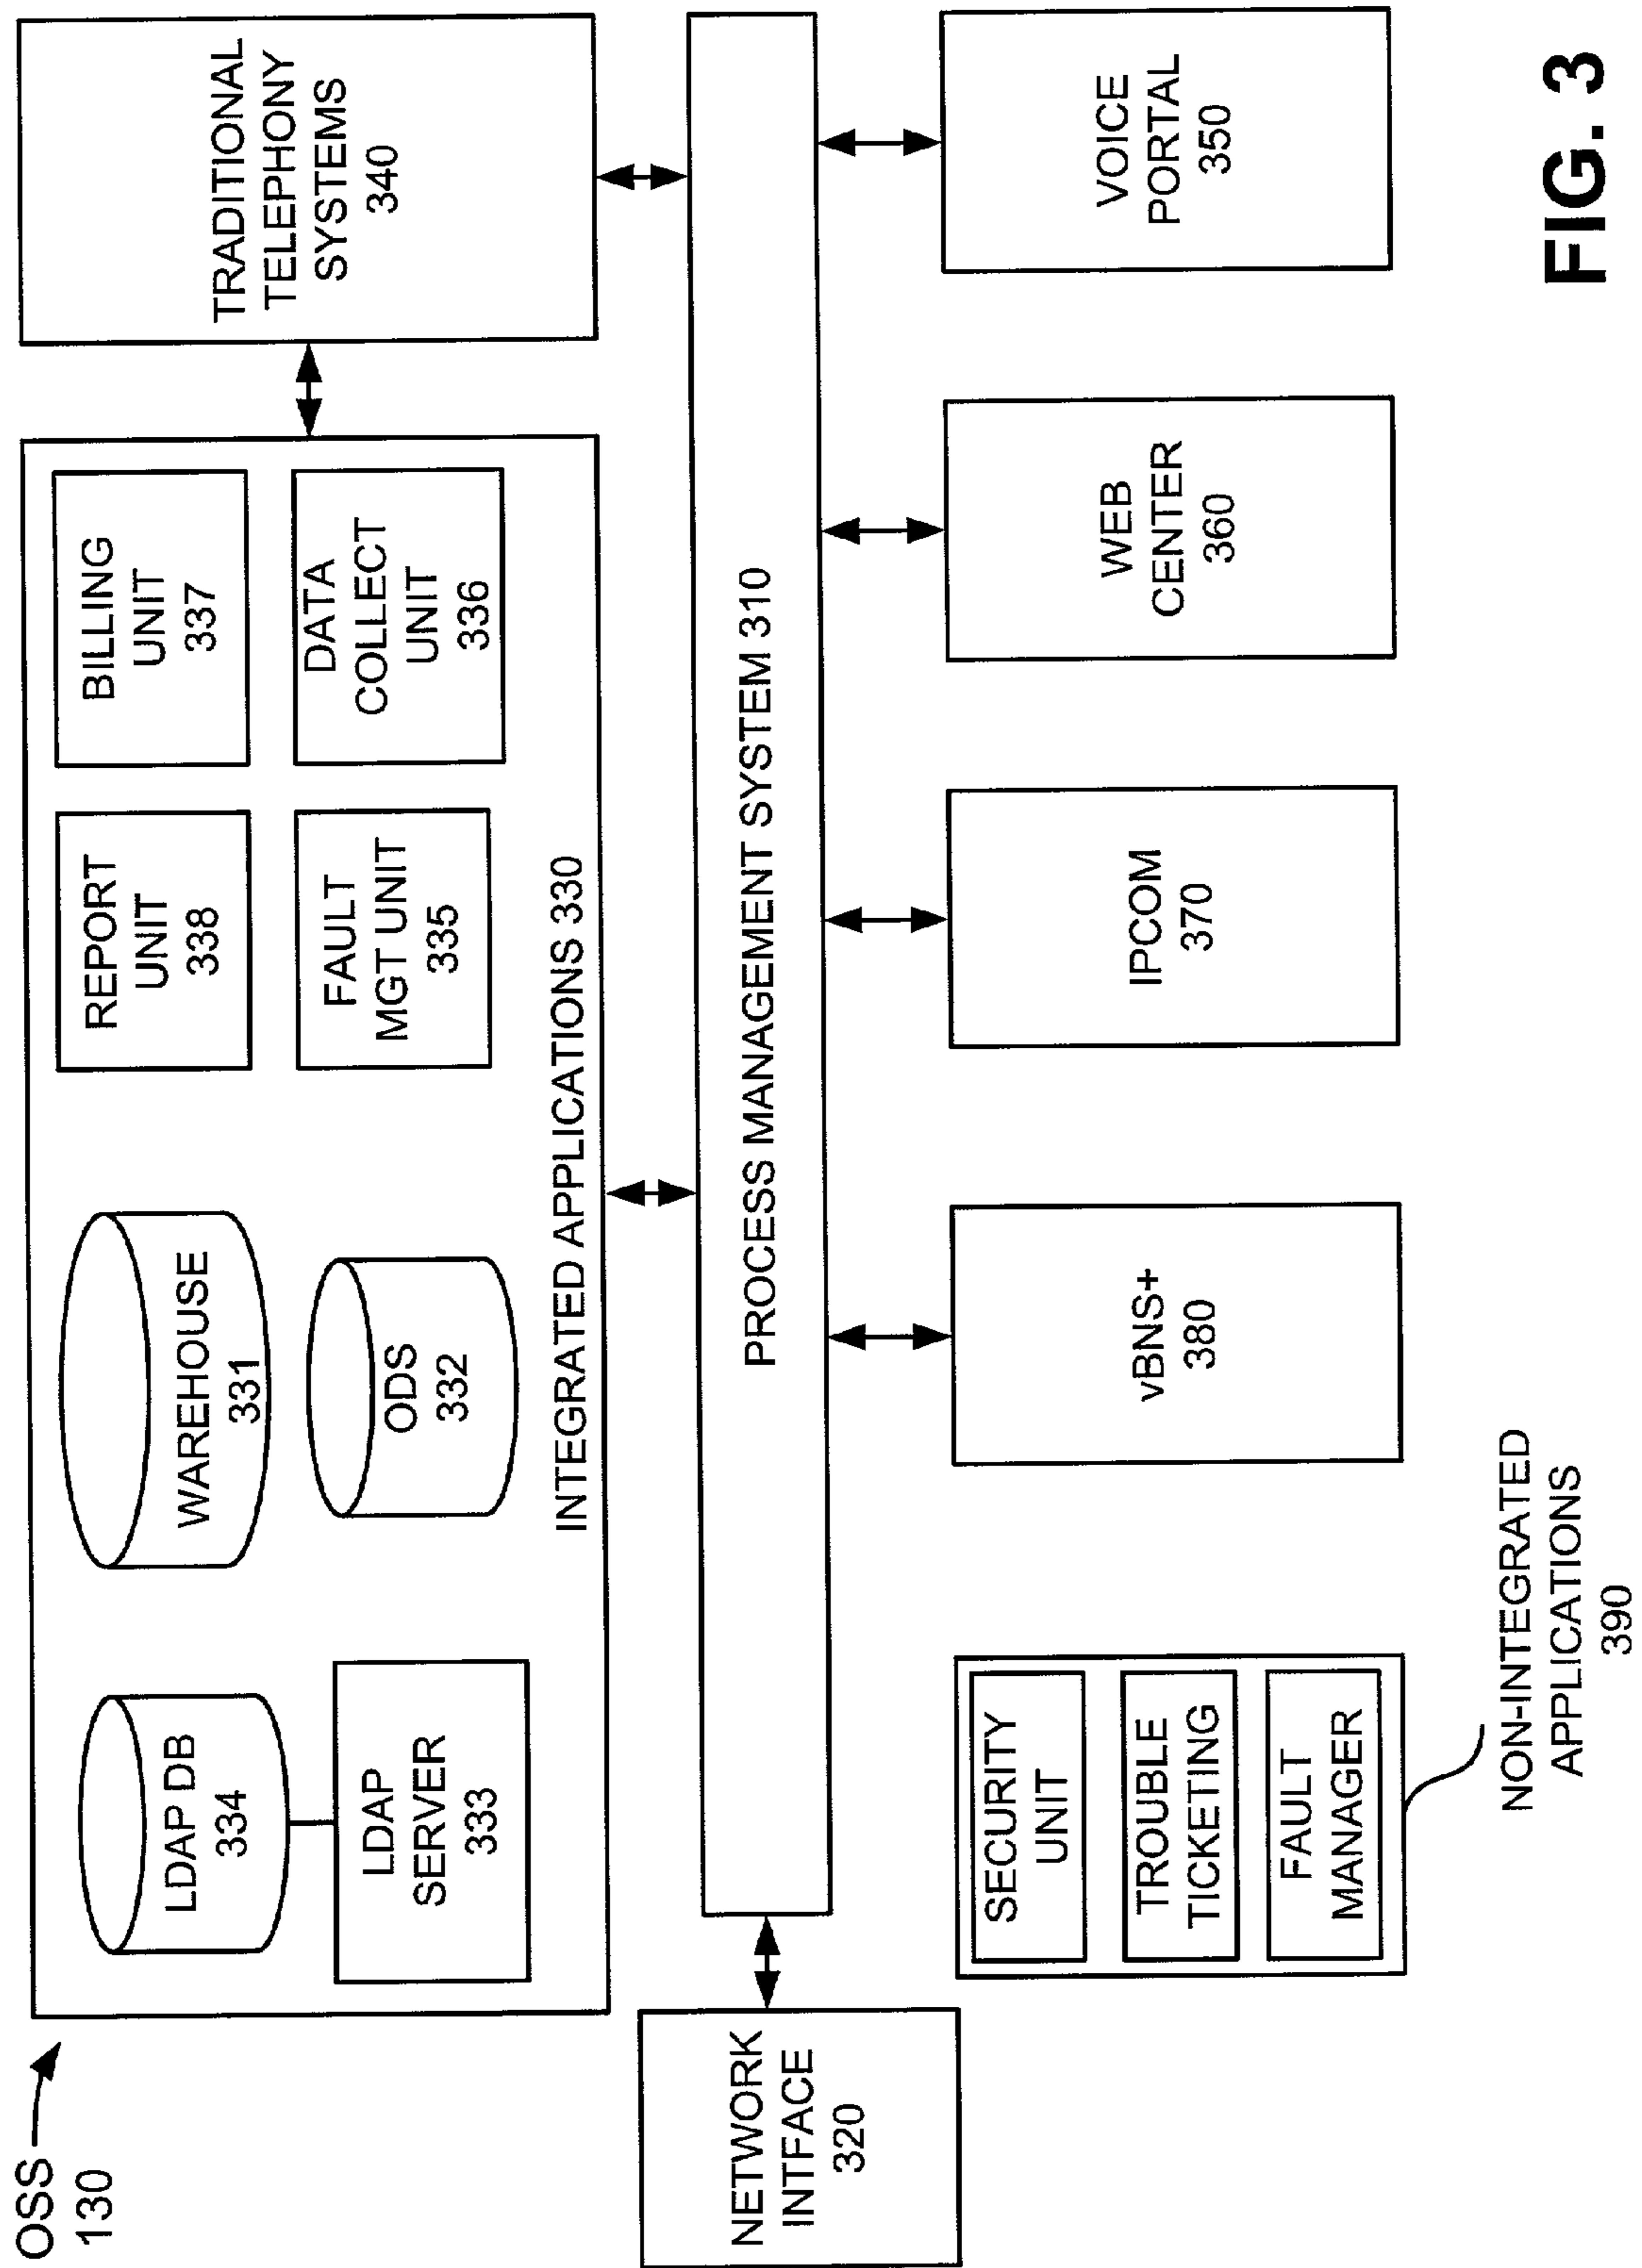 OSS
130
LDAP DB
334
LDAP
SERVER
333
WAREHOUSE
331
ODS
332
REPORT
UNIT
338
FAULT
MGT UNIT
335
BILLING
UNIT
337
DATA
COLLECT
UNIT
336
INTEGRATED APPLICATIONS 330
TRADITIONAL
TELEPHONY
SYSTEMS
340
NETWORK
INTFACE
320
PROCESS MANAGEMENT SYSTEM 310
SECURITY
UNIT
TROUBLE
TICKETING
FAULT
MANAGER
NON-INTEGRATED
APPLICATIONS
390
vBNS+
380
IPCOM
370
WEB
CENTER
360
VOICE
PORTAL
350
FIG. 3